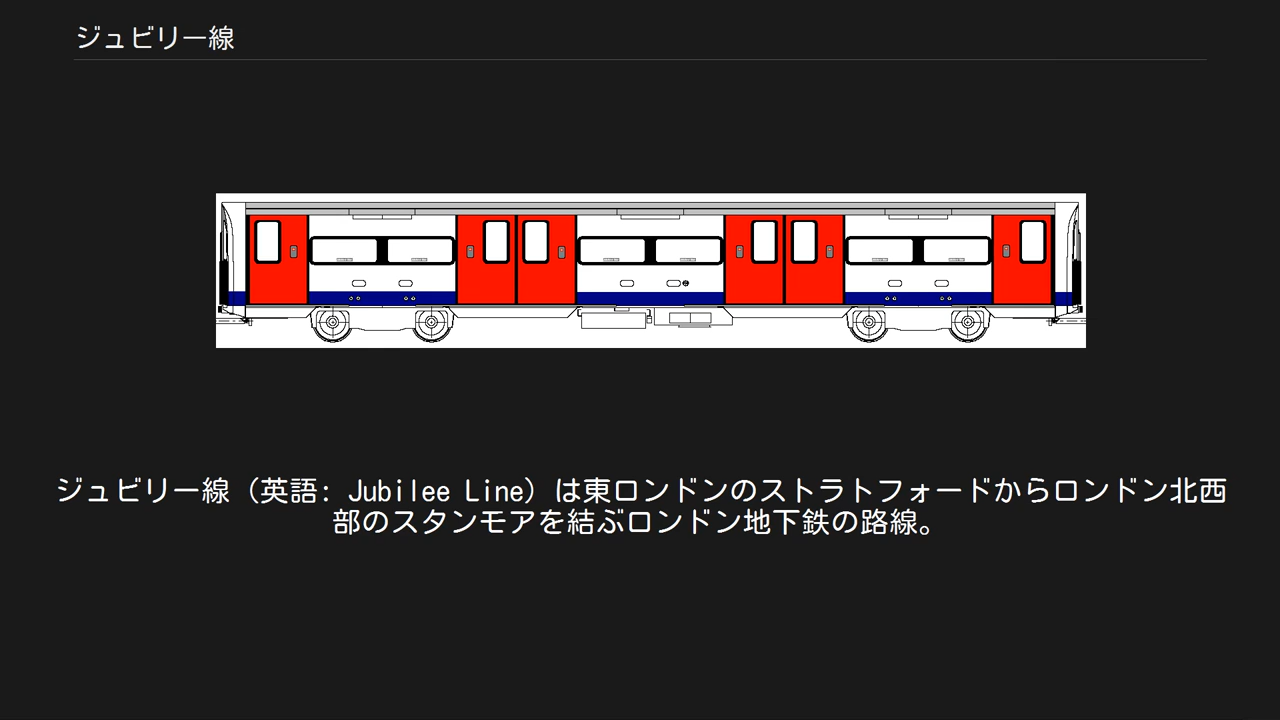 ジュビリー線
ジュビリー線（英語: Jubilee Line）は東ロンドンのストラトフォードからロンドン北西
部のスタンモアを結ぶロンドン地下鉄の路線。